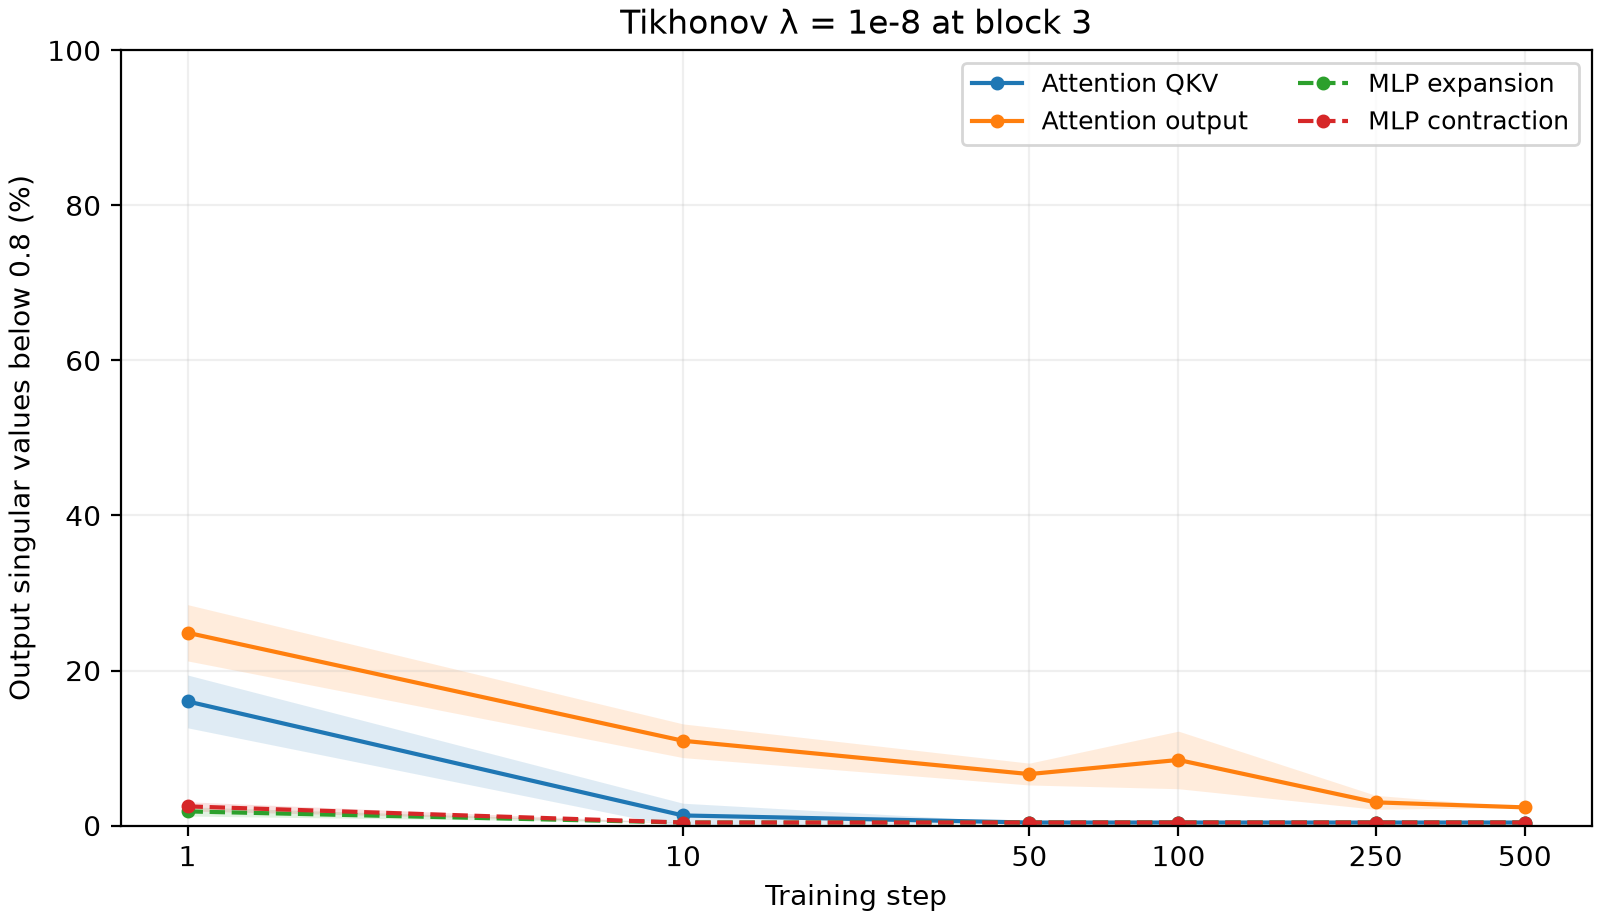 Tikhonov λ = 1e-8 at block 3
Output singular values below 0.8 (%)
100
80
60
40
20
0
Attention QKV
Attention output
MLP expansion
MLP contraction
1
10
50
100
250
500
Training step